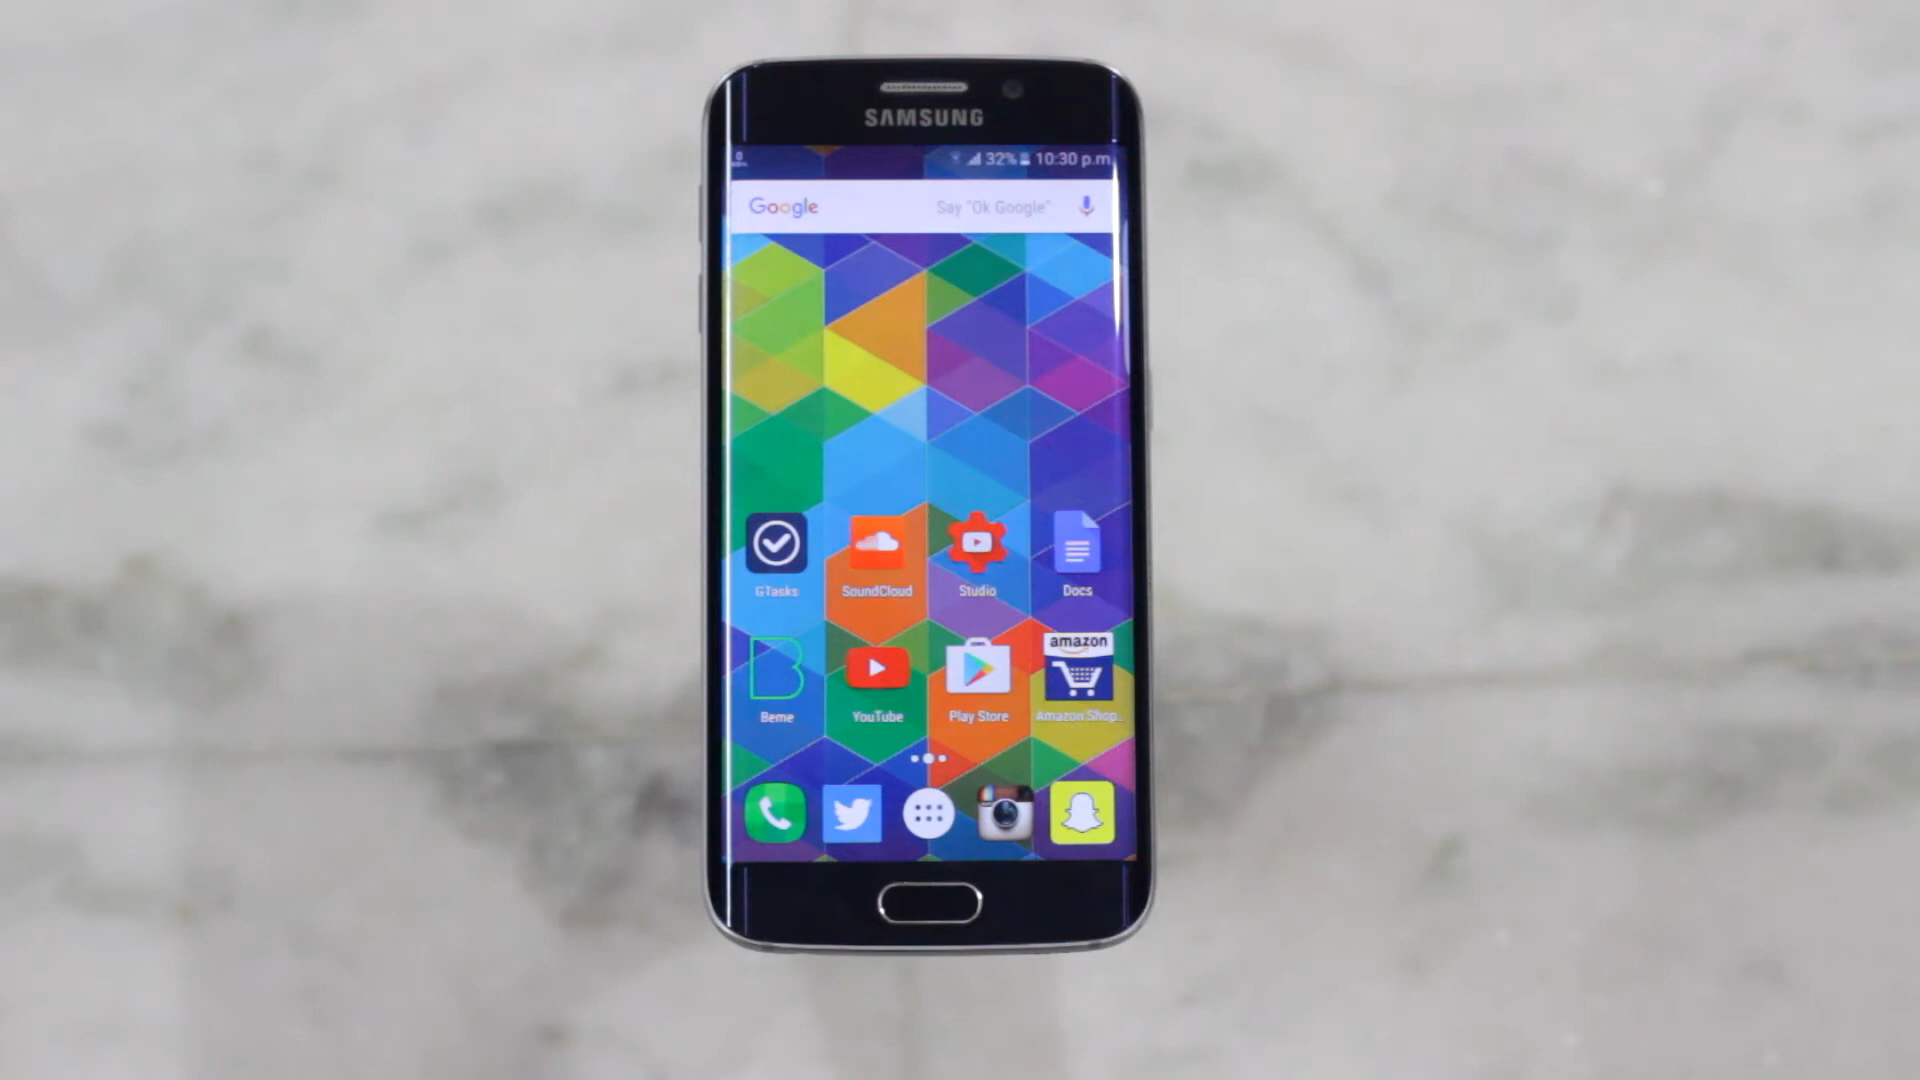 SAMSUNG
32% 10:30 p.m
Google Say "Ok Google"
GTasks SoundCloud Studio Docs
amazon
Beme YouTube Play Store Amazon Shop..